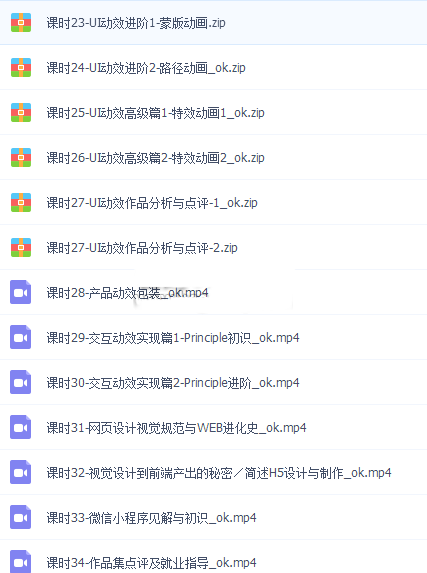 课时23-UI动效进阶1-蒙版动画.zip
课时24-UI动效进阶2-路径动画_ok.zip
课时25-UI动效高级篇1-特效动画1_ok.zip
课时26-UI动效高级篇2-特效动画2_ok.zip
课时27-UI动效作品分析与点评-1_ok.zip
课时27-UI动效作品分析与点评-2.zip
课时28-产品动效包装_ok.mp4
课时29-交互动效实现篇1-Principle初识_ok.mp4
课时30-交互动效实现篇2-Principle进阶_ok.mp4
课时31-网页设计视觉规范与WEB进化史_ok.mp4
课时32-视觉设计到前端产出的秘密／简述H5设计与制作_ok.mp4
课时33-微信小程序见解与初识_ok.mp4
课时34-作品集点评及就业指导_ok.mp4